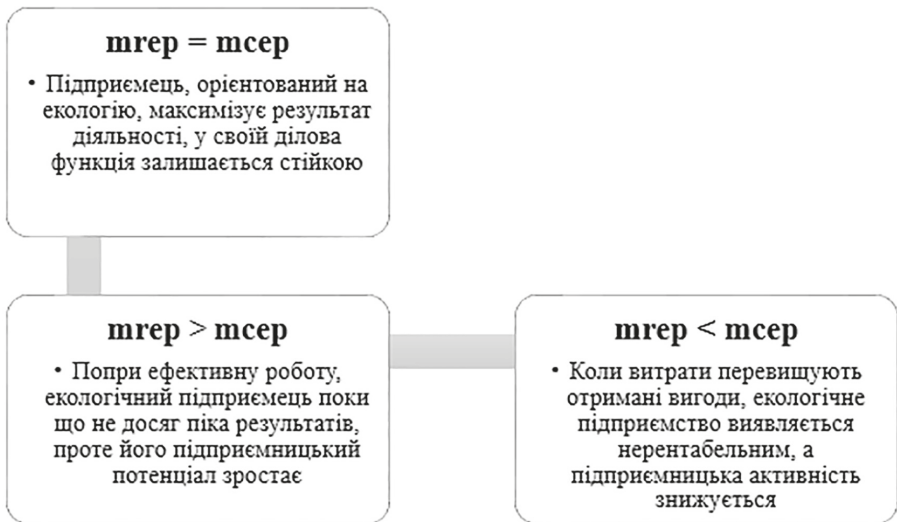 mrep = mcep
• Підприємець, орієнтований на
екологію, максимізує результат
діяльності, у своїй ділова
функція залишається стійкою
mrep > mcep
• Попри ефективну роботу,
екологічний підприємець поки
що не досяг піка результатів,
проте його підприємницький
потенціал зростає
mrep < mcep
• Коли витрати перевищують
отримані вигоди, екологічне
підприємство виявляється
нерентабельним, а
підприємницька активність
знижується